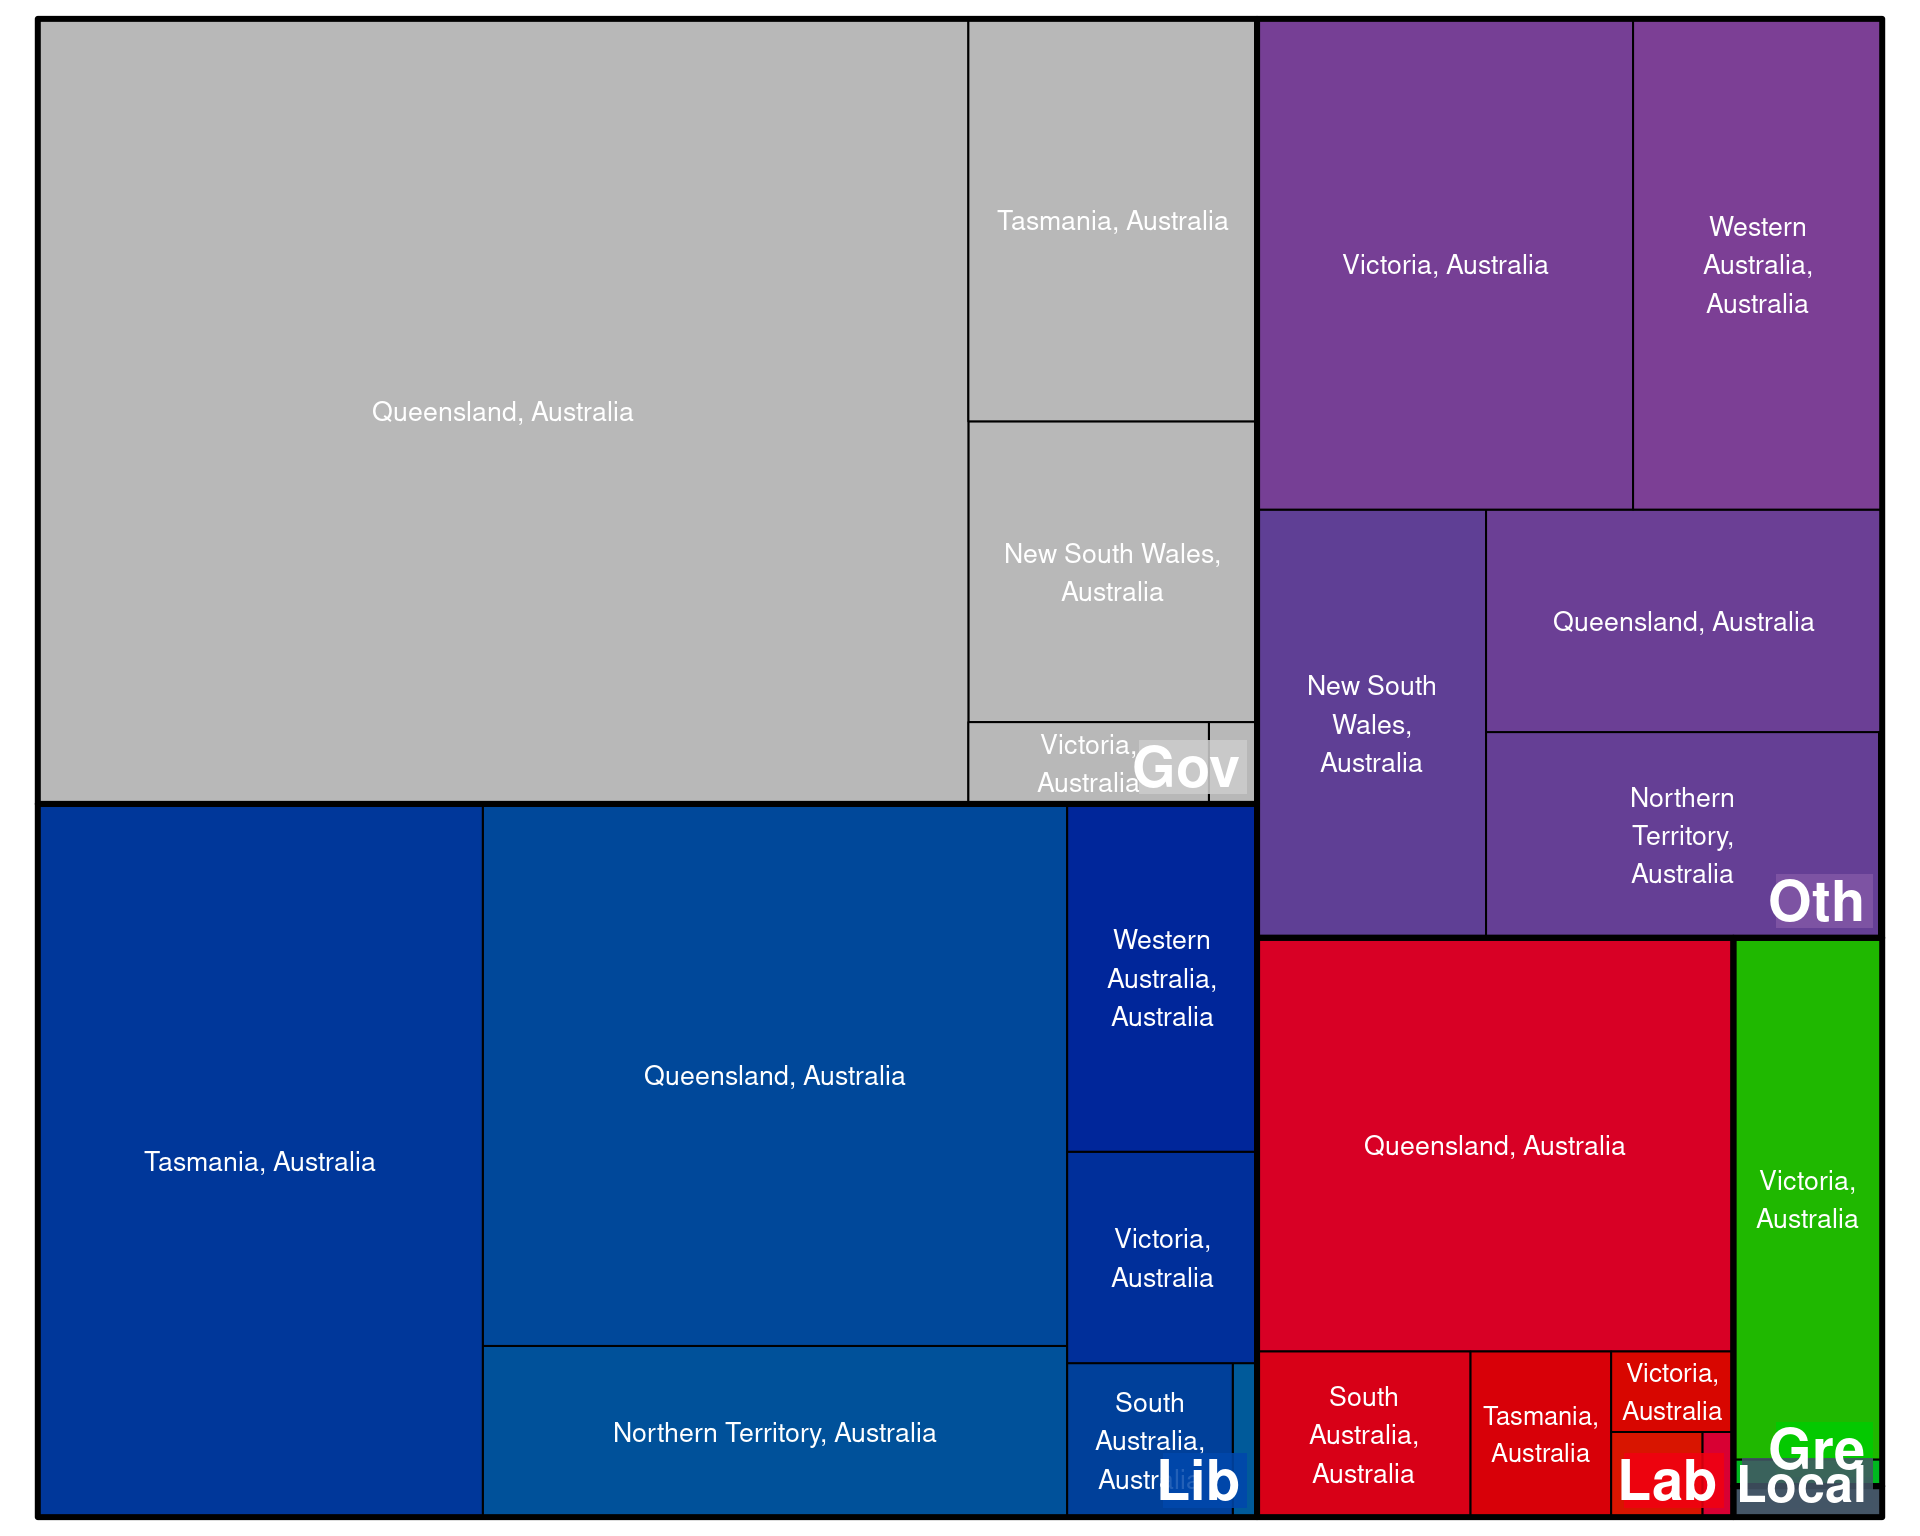 Queensland, Australia
Tasmania, Australia
New South Wales,
Australia
Victoria,
Australia
Gov
Victoria, Australia
Western
Australia,
Australia
New South
Wales,
Australia
Queensland, Australia
Northern
Territory,
Australia
Oth
Tasmania, Australia
Queensland, Australia
Northern Territory, Australia
Western
Australia,
Australia
Victoria,
Australia
South
Australia,
Australia
Lib
Queensland, Australia
South
Australia,
Australia
Tasmania,
Australia
Victoria,
Australia
Lab
Victoria,
Australia
Gre
Local